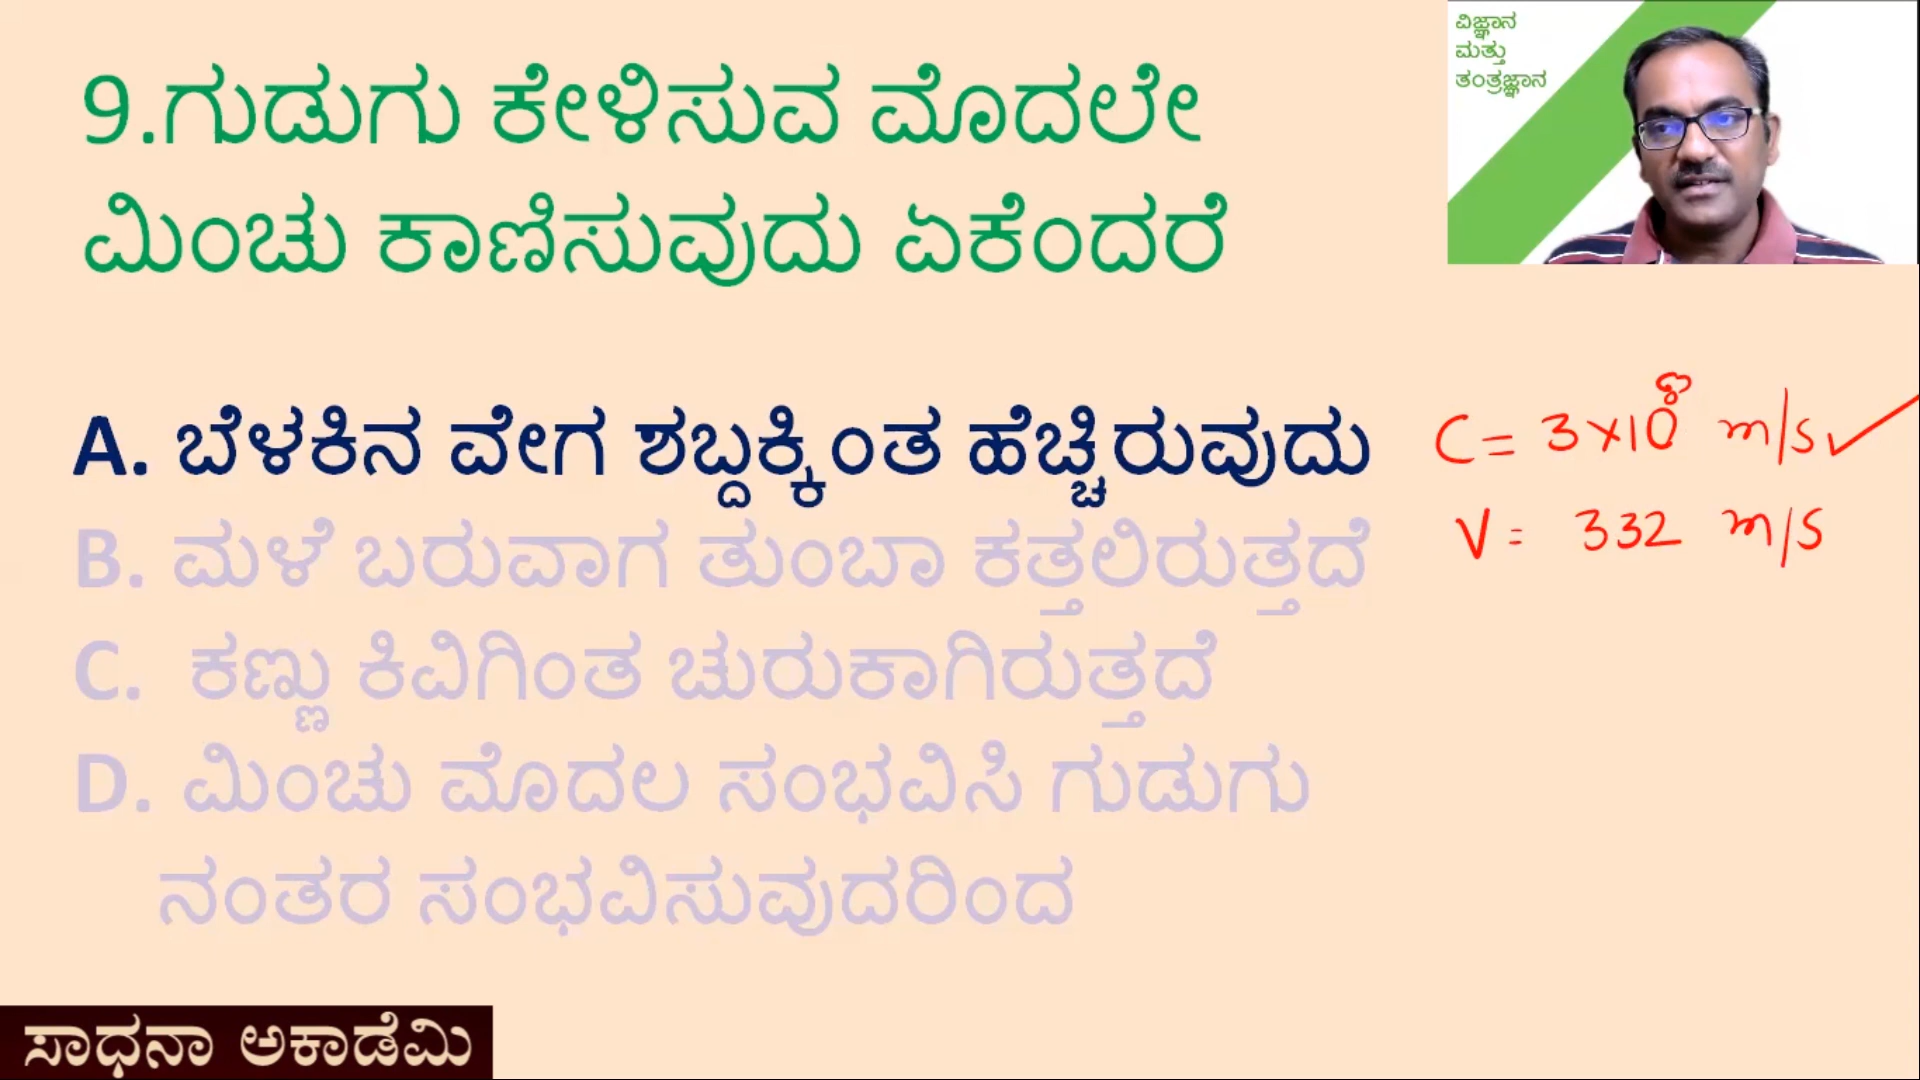 9.ಗುಡುಗು ಕೇಳಿಸುವ ಮೊದಲೇ
ಮಿಂಚು ಕಾಣಿಸುವುದು ಏಕೆಂದರೆ
ವಿಜ್ಞಾನ
ಮತ್ತು
ತಂತ್ರಜ್ಞಾನ
A. ಬೆಳಕಿನ ವೇಗ ಶಬ್ದಕ್ಕಿಂತ ಹೆಚ್ಚಿರುವುದು
C = 3×10⁸ m/s ✓
B. ಮಳೆ ಬರುವಾಗ ತುಂಬಾ ಕತ್ತಲಿರುತ್ತದೆ
V = 332 m/s
C. ಕಣ್ಣು ಕಿವಿಗಿಂತ ಚುರುಕಾಗಿರುತ್ತದೆ
D. ಮಿಂಚು ಮೊದಲ ಸಂಭವಿಸಿ ಗುಡುಗು
ನಂತರ ಸಂಭವಿಸುವುದರಿಂದ
ಸಾಧನಾ ಅಕಾಡೆಮಿ